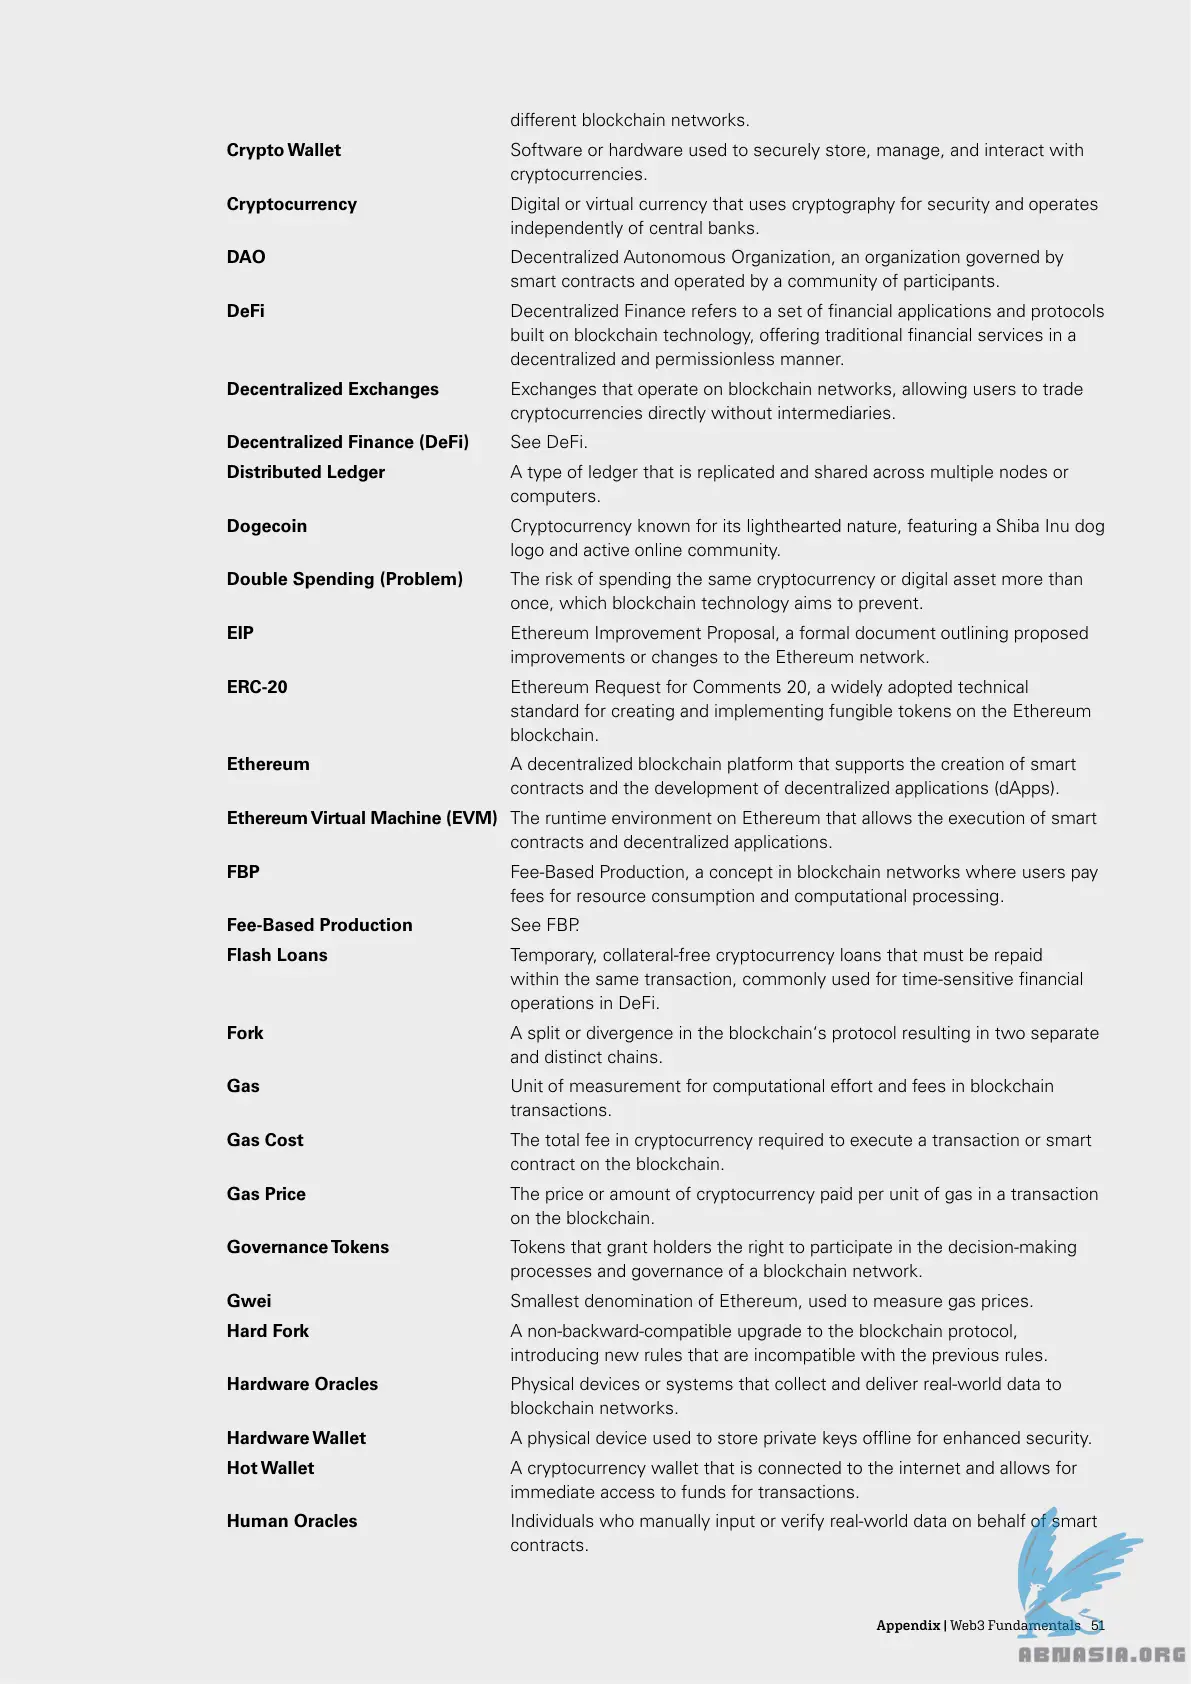 different blockchain networks.
Crypto Wallet Software or hardware used to securely store, manage, and interact with
cryptocurrencies.
Cryptocurrency Digital or virtual currency that uses cryptography for security and operates
independently of central banks.
DAO Decentralized Autonomous Organization, an organization governed by
smart contracts and operated by a community of participants.
DeFi Decentralized Finance refers to a set of financial applications and protocols
built on blockchain technology, offering traditional financial services in a
decentralized and permissionless manner.
Decentralized Exchanges Exchanges that operate on blockchain networks, allowing users to trade
cryptocurrencies directly without intermediaries.
Decentralized Finance (DeFi) See DeFi.
Distributed Ledger A type of ledger that is replicated and shared across multiple nodes or
computers.
Dogecoin Cryptocurrency known for its lighthearted nature, featuring a Shiba Inu dog
logo and active online community.
Double Spending (Problem) The risk of spending the same cryptocurrency or digital asset more than
once, which blockchain technology aims to prevent.
EIP Ethereum Improvement Proposal, a formal document outlining proposed
improvements or changes to the Ethereum network.
ERC-20 Ethereum Request for Comments 20, a widely adopted technical
standard for creating and implementing fungible tokens on the Ethereum
blockchain.
Ethereum A decentralized blockchain platform that supports the creation of smart
contracts and the development of decentralized applications (dApps).
Ethereum Virtual Machine (EVM) The runtime environment on Ethereum that allows the execution of smart
contracts and decentralized applications.
FBP Fee-Based Production, a concept in blockchain networks where users pay
fees for resource consumption and computational processing.
Fee-Based Production See FBP.
Flash Loans Temporary, collateral-free cryptocurrency loans that must be repaid
within the same transaction, commonly used for time-sensitive financial
operations in DeFi.
Fork A split or divergence in the blockchain‘s protocol resulting in two separate
and distinct chains.
Gas Unit of measurement for computational effort and fees in blockchain
transactions.
Gas Cost The total fee in cryptocurrency required to execute a transaction or smart
contract on the blockchain.
Gas Price The price or amount of cryptocurrency paid per unit of gas in a transaction
on the blockchain.
Governance Tokens Tokens that grant holders the right to participate in the decision-making
processes and governance of a blockchain network.
Gwei Smallest denomination of Ethereum, used to measure gas prices.
Hard Fork A non-backward-compatible upgrade to the blockchain protocol,
introducing new rules that are incompatible with the previous rules.
Hardware Oracles Physical devices or systems that collect and deliver real-world data to
blockchain networks.
Hardware Wallet A physical device used to store private keys offline for enhanced security.
Hot Wallet A cryptocurrency wallet that is connected to the internet and allows for
immediate access to funds for transactions.
Human Oracles Individuals who manually input or verify real-world data on behalf of smart
contracts.
Appendix | Web3 Fundamentals 51
ABNASIA.ORG